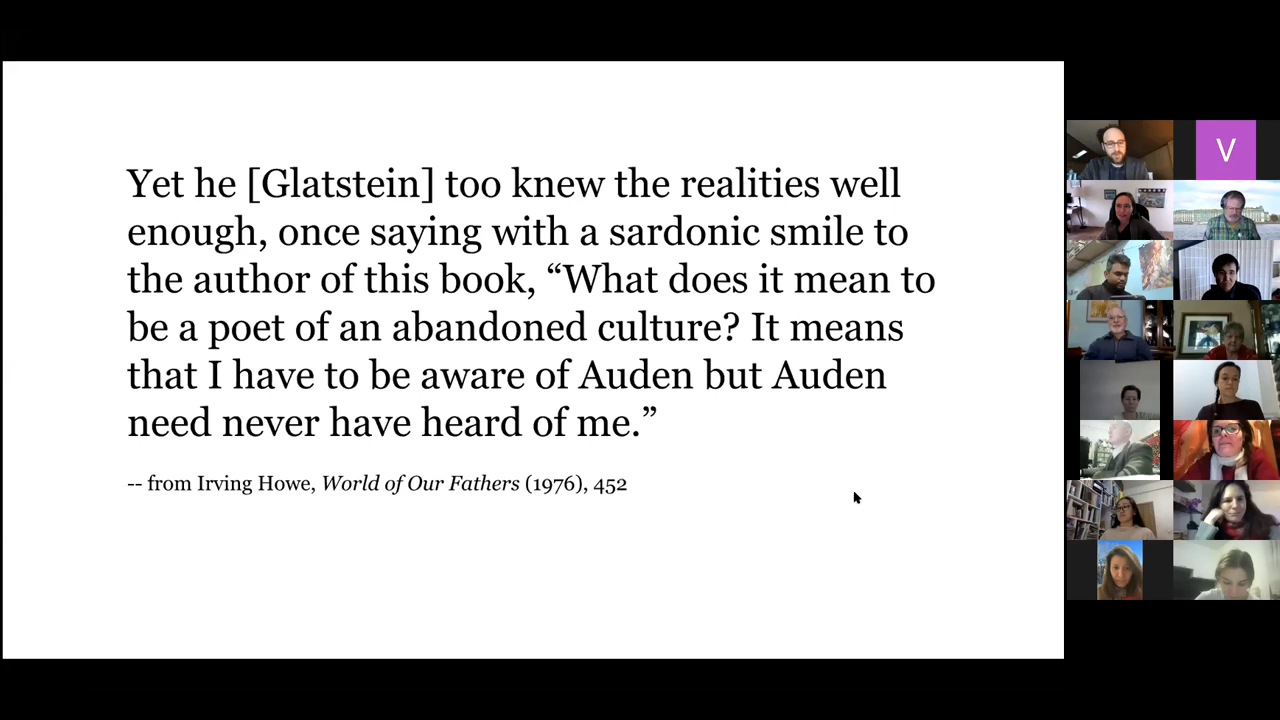 Yet he [Glatstein] too knew the realities well
enough, once saying with a sardonic smile to
the author of this book, “What does it mean to
be a poet of an abandoned culture? It means
that I have to be aware of Auden but Auden
need never have heard of me.”
-- from Irving Howe, World of Our Fathers (1976), 452
V